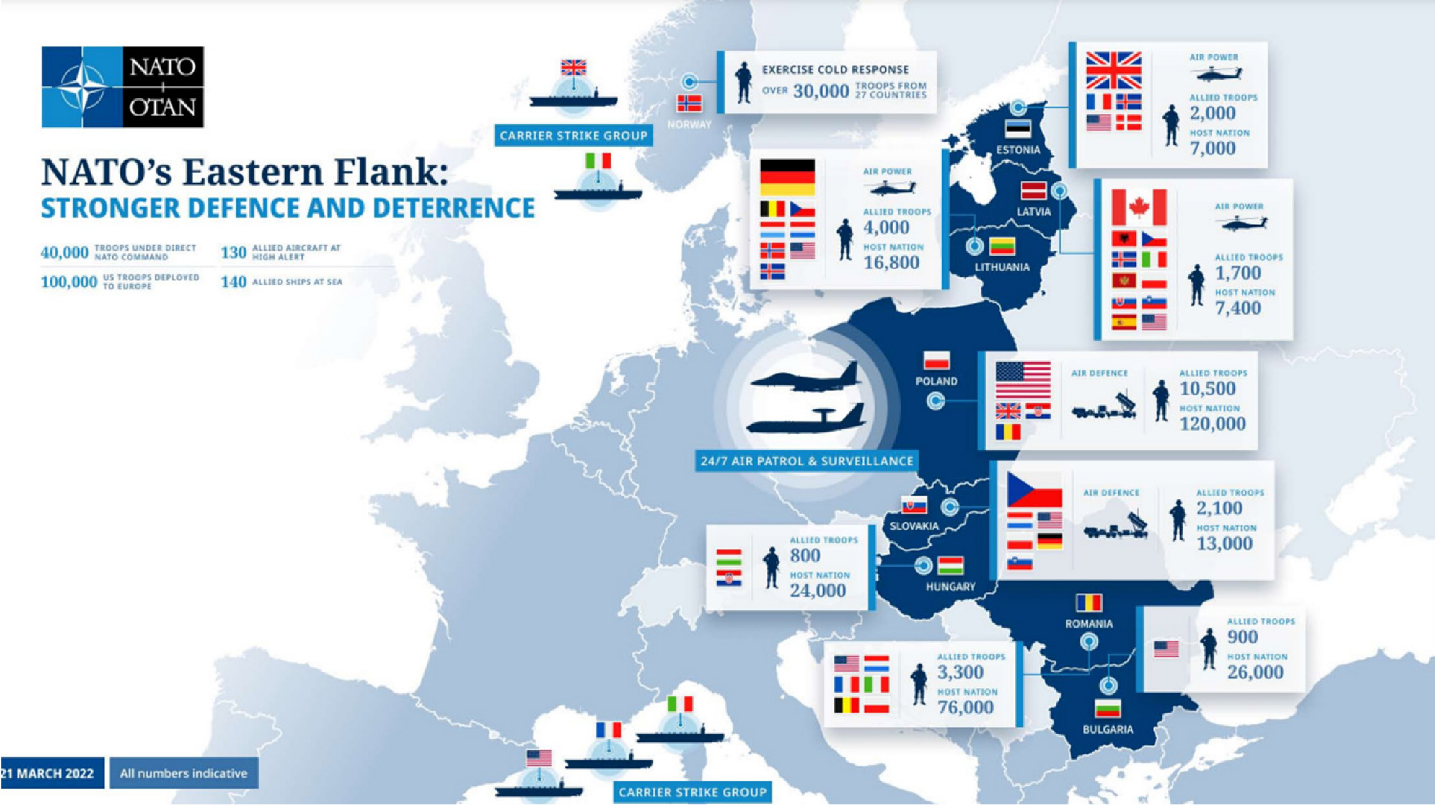 NATO
OTAN
NATO's Eastern Flank:
STRONGER DEFENCE AND DETERRENCE
40,000 TROOPS UNDER DIRECT
NATO COMMAND
130 ALLIED AIRCRAFT AT
HIGH ALERT
100,000 US TROOPS DEPLOYED
TO EUROPE
140 ALLIED SHIPS AT SEA
CARRIER STRIKE GROUP
NORWAY
EXERCISE COLD RESPONSE
OVER 30,000 TROOPS FROM
27 COUNTRIES
ESTONIA
AIR POWER
ALLIED TROOPS
2,000
HOST NATION
7,000
LATVIA
AIR POWER
ALLIED TROOPS
1,700
HOST NATION
7,400
AIR POWER
ALLIED TROOPS
4,000
HOST NATION
16,800
LITHUANIA
POLAND
AIR DEFENCE
ALLIED TROOPS
10,500
HOST NATION
120,000
24/7 AIR PATROL & SURVEILLANCE
SLOVAKIA
AIR DEFENCE
ALLIED TROOPS
2,100
HOST NATION
13,000
ALLIED TROOPS
800
HOST NATION
24,000
HUNGARY
ROMANIA
ALLIED TROOPS
3,300
HOST NATION
76,000
ALLIED TROOPS
900
HOST NATION
26,000
BULGARIA
CARRIER STRIKE GROUP
21 MARCH 2022
All numbers indicative